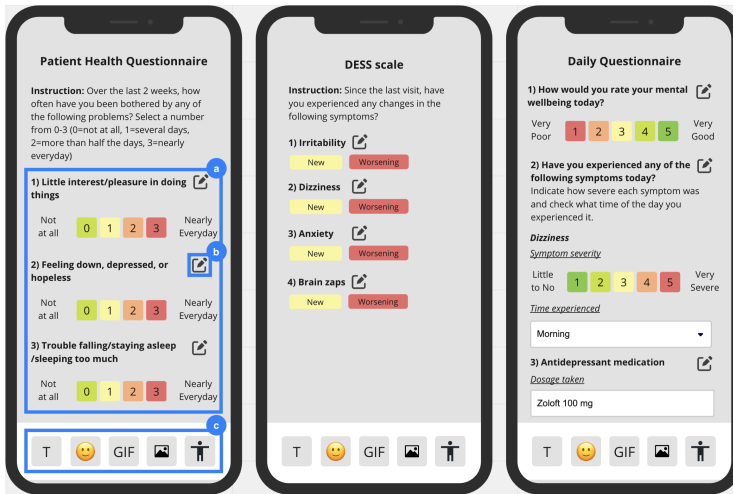 Patient Health Questionnaire
Instruction: Over the last 2 weeks, how
often have you been bothered by any of
the following problems? Select a number
from 0-3 (0=not at all, 1=several days,
2=more than half the days, 3=nearly
everyday)
a
1) Little interest/pleasure in doing
things
Not
at all
0 1 2 3
Nearly
Everyday
b
2) Feeling down, depressed, or
hopeless
Not
at all
0 1 2 3
Nearly
Everyday
3) Trouble falling/staying asleep
/sleeping too much
Not
at all
0 1 2 3
Nearly
Everyday
c
T GIF
DESS scale
Instruction: Since the last visit, have
you experienced any changes in the
following symptoms?
1) Irritability
New Worsening
2) Dizziness
New Worsening
3) Anxiety
New Worsening
4) Brain zaps
New Worsening
T GIF
Daily Questionnaire
1) How would you rate your mental
wellbeing today?
Very
Poor
1 2 3 4 5
Very
Good
2) Have you experienced any of the
following symptoms today?
Indicate how severe each symptom was
and check what time of the day you
experienced it.
Dizziness
Symptom severity
Little
to No
1 2 3 4 5
Very
Severe
Time experienced
Morning
3) Antidepressant medication
Dosage taken
Zoloft 100 mg
T GIF